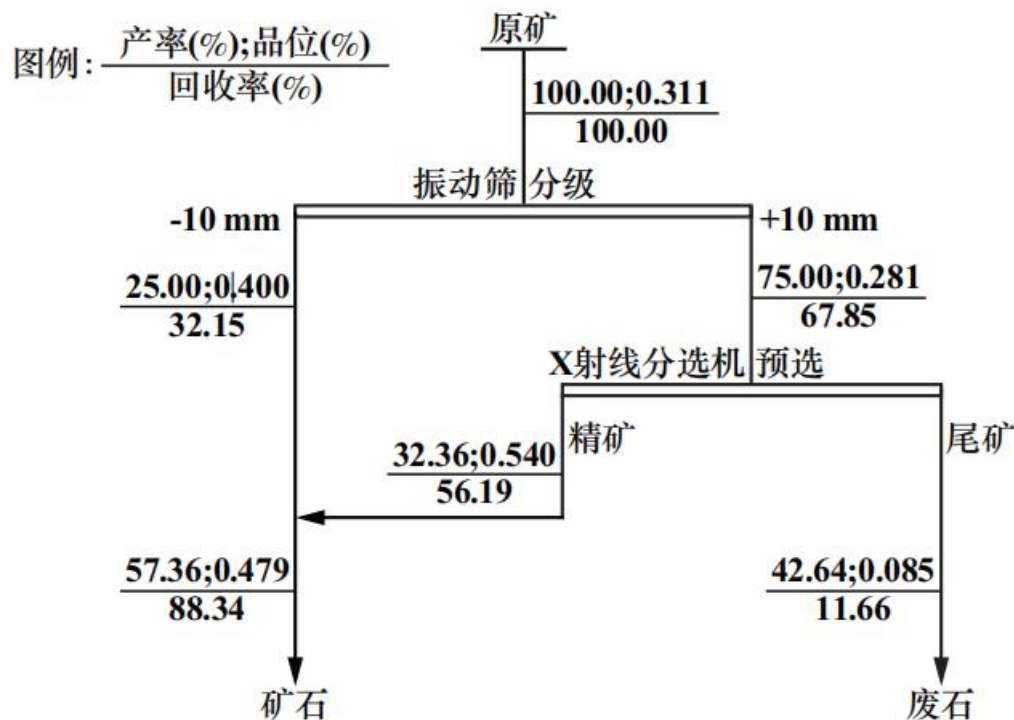 原矿
图例: 产率(%);品位(%)
回收率(%)
100.00;0.311
100.00
振动筛 分级
-10 mm
+10 mm
25.00;0.400
32.15
75.00;0.281
67.85
X射线分选机 预选
精矿
尾矿
32.36;0.540
56.19
57.36;0.479
88.34
42.64;0.085
11.66
矿石
废石